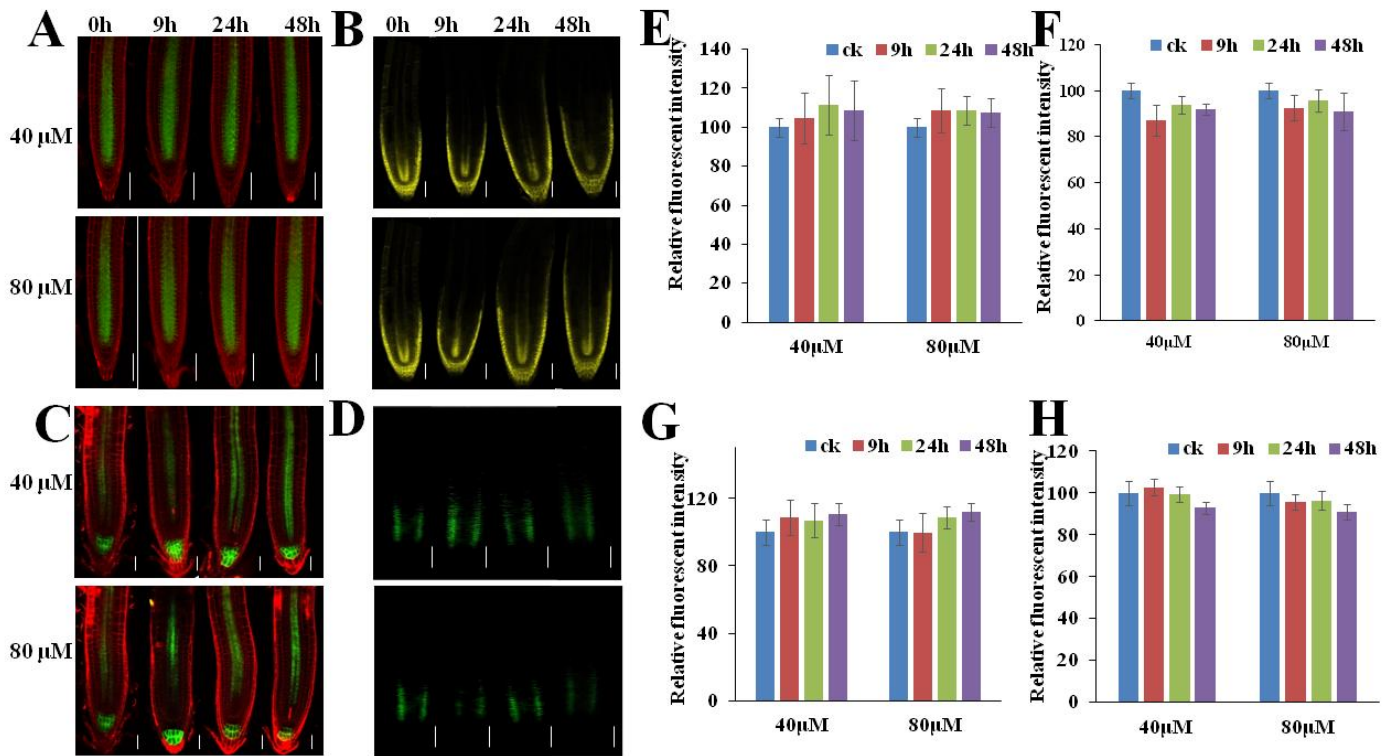 A
0h 9h 24h 48h
40 μM
80 μM
B
0h 9h 24h 48h
C
40 μM
80 μM
D
E
Relative fluorescent intensity
ck 9h 24h 48h
140
120
100
80
60
40
20
0
40μM 80μM
F
Relative fluorescent intensity
ck 9h 24h 48h
120
100
80
60
40
20
0
40μM 80μM
G
Relative fluorescent intensity
ck 9h 24h 48h
120
80
40
0
40μM 80μM
H
Relative fluorescent intensity
ck 9h 24h 48h
120
100
80
60
40
20
0
40μM 80μM